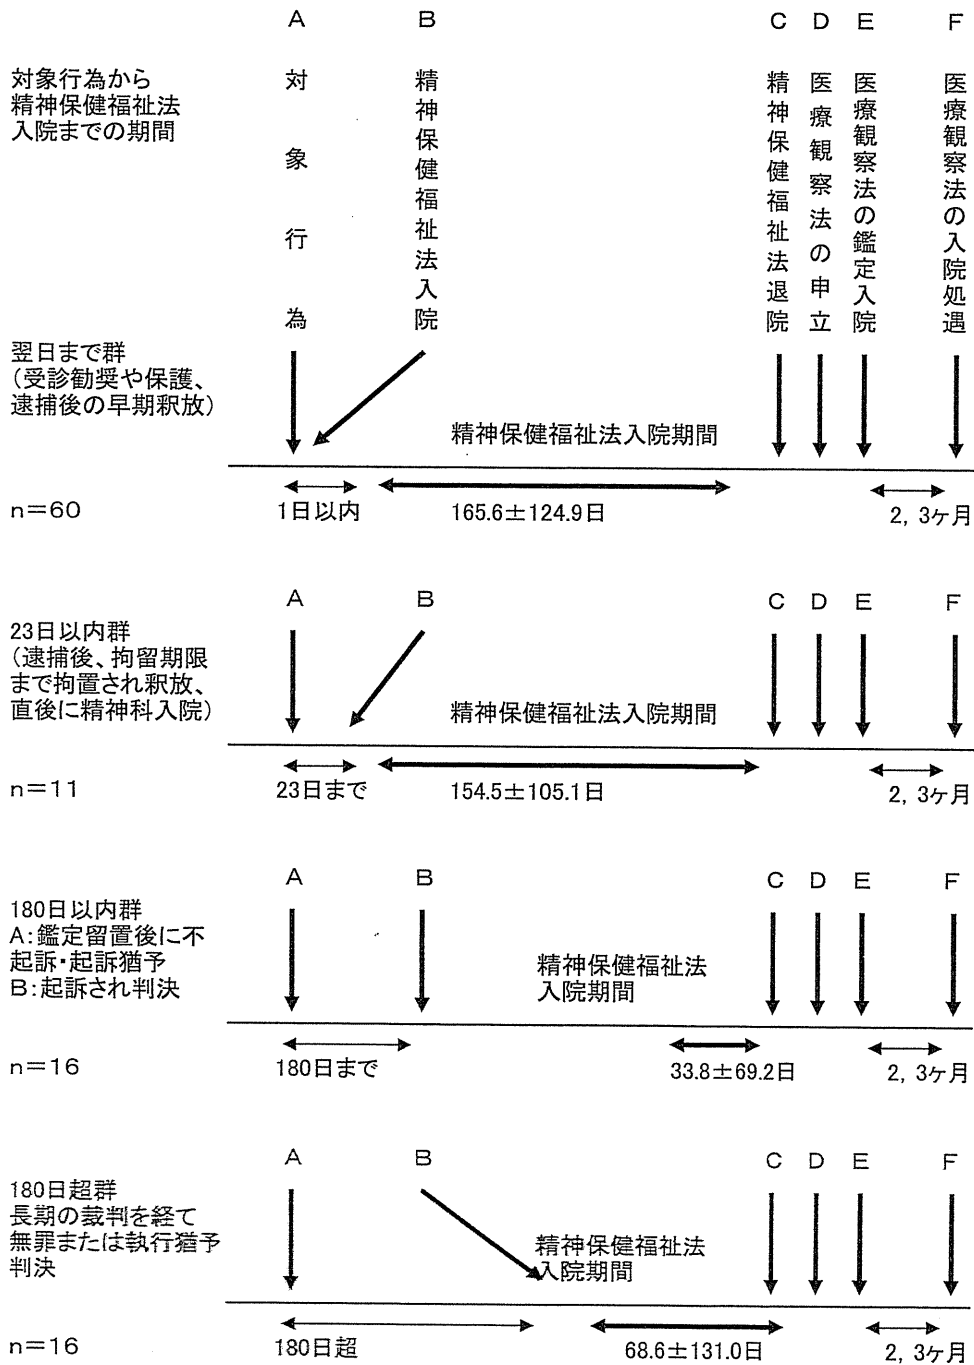 A B C D E F
対象行為から
精神保健福祉法
入院までの期間
対象行為
精神保健福祉法入院
精神保健福祉法退院
医療観察法の申立
医療観察法の鑑定入院
医療観察法の入院処遇
翌日まで群
(受診勧奨や保護、
逮捕後の早期釈放)
精神保健福祉法入院期間
n=60
1日以内
165.6±124.9日
2, 3ヶ月
A B C D E F
23日以内群
(逮捕後、拘留期限
まで拘置され釈放、
直後に精神科入院)
精神保健福祉法入院期間
n=11
23日まで
154.5±105.1日
2, 3ヶ月
A B C D E F
180日以内群
A:鑑定留置後に不
起訴・起訴猶予
B:起訴され判決
精神保健福祉法
入院期間
n=16
180日まで
33.8±69.2日
2, 3ヶ月
A B C D E F
180日超群
長期の裁判を経て
無罪または執行猶予
判決
精神保健福祉法
入院期間
n=16
180日超
68.6±131.0日
2, 3ヶ月